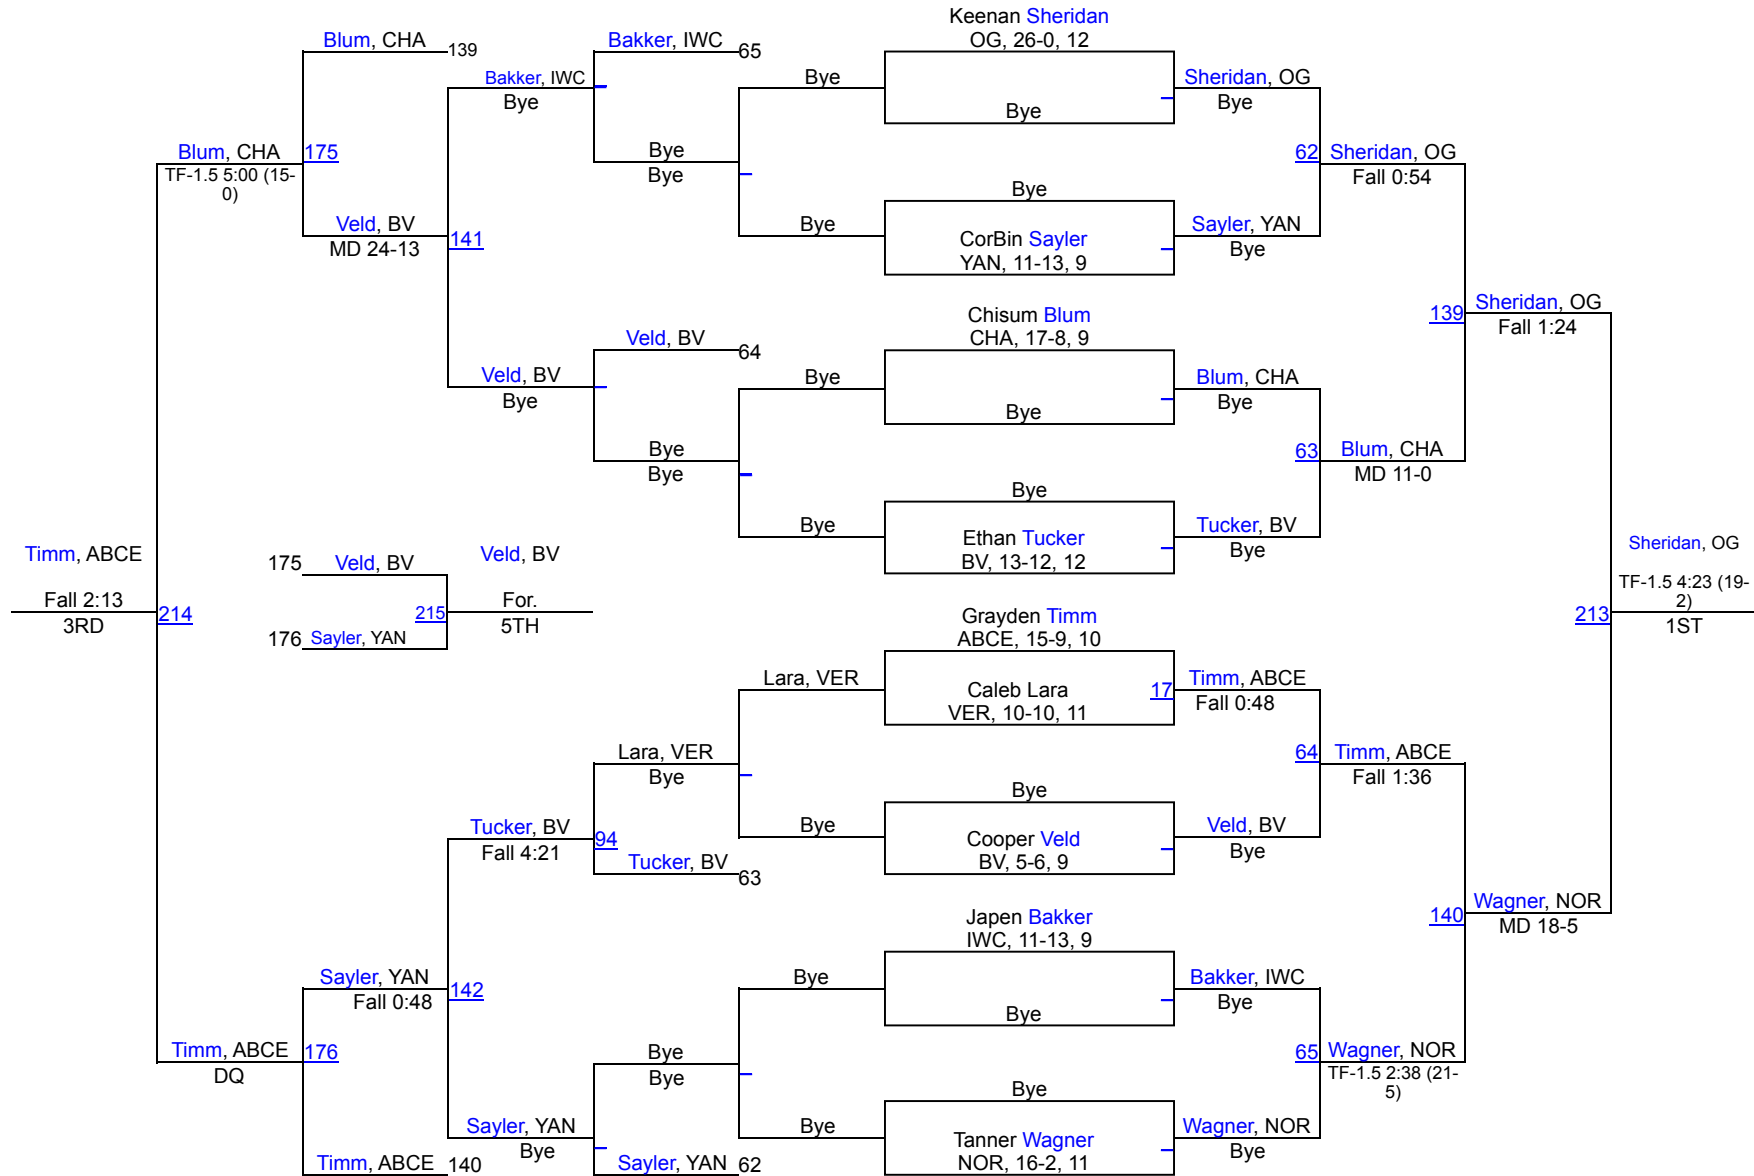 Keenan Sheridan
OG, 26-0, 12
Blum, CHA 139
Bakker, IWC 65
Bakker, IWC
Bye
Bye
Bye
Sheridan, OG
Bye
Blum, CHA 175
TF-1.5 5:00 (15-
0)
Bye
Bye
62 Sheridan, OG
Fall 0:54
Veld, BV 141
MD 24-13
Bye
Bye
CorBin Sayler
YAN, 11-13, 9
Sayler, YAN
Bye
Chisum Blum
CHA, 17-8, 9
139 Sheridan, OG
Fall 1:24
Veld, BV 64
Veld, BV
Bye
Bye
Bye
Blum, CHA
Bye
Bye
Bye
63 Blum, CHA
MD 11-0
Bye
Bye
Ethan Tucker
BV, 13-12, 12
Tucker, BV
Bye
Timm, ABCE
Fall 2:13
3RD
214
175 Veld, BV
176 Sayler, YAN
215
Veld, BV
For.
5TH
Sheridan, OG
TF-1.5 4:23 (19-
2)
213
1ST
Grayden Timm
ABCE, 15-9, 10
Lara, VER
Caleb Lara
VER, 10-10, 11
17 Timm, ABCE
Fall 0:48
Lara, VER
Bye
64 Timm, ABCE
Fall 1:36
Tucker, BV 94
Fall 4:21
Tucker, BV 63
Bye
Bye
Cooper Veld
BV, 5-6, 9
Veld, BV
Bye
Japen Bakker
IWC, 11-13, 9
140 Wagner, NOR
MD 18-5
Sayler, YAN 142
Fall 0:48
Bye
Bye
Bakker, IWC
Bye
Timm, ABCE 176
DQ
Bye
Bye
65 Wagner, NOR
TF-1.5 2:38 (21-
5)
Sayler, YAN
Bye
Timm, ABCE 140
Sayler, YAN 62
Bye
Bye
Tanner Wagner
NOR, 16-2, 11
Wagner, NOR
Bye